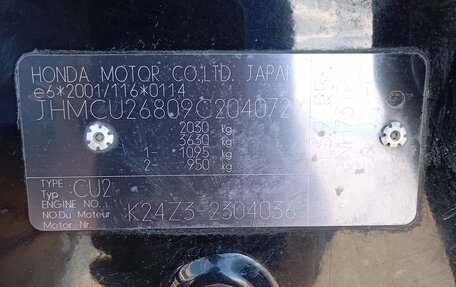 HONDA MOTOR CO.,LTD. JAPAN
e6*2001/116*0114
JHMCU26809C204072
2030 kg
3630 kg
1- 1095 kg
2- 950 kg
TYPE
Typ : CU2
ENGINE NO.
NO.Du Moteur : K24Z3-2304036
Motor Nr.
NH731P